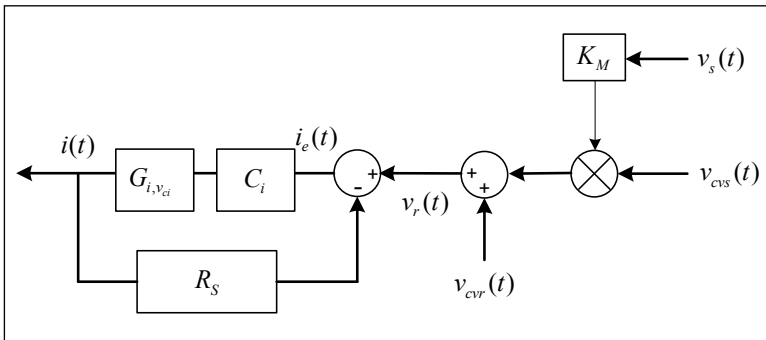 K_M
v_s(t)
i(t)
i_e(t)
G_{i,v_{ci}}
C_i
+
-
+
+
v_r(t)
v_{cvs}(t)
R_S
v_{cvr}(t)